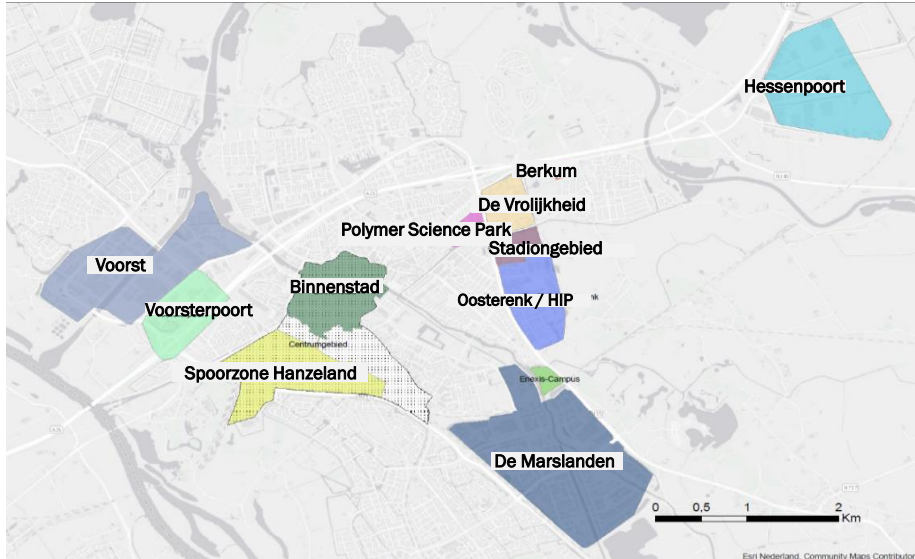 Hessenpoort
Berkum
De Vrolijkheid
Polymer Science Park
Stadiongebied
Voorst
Binnenstad
Oosterenk / HIP
Voorsterpoort
Centrumgebied
Spoorzone Hanzeland
Enexis-Campus
De Marslanden
0 0,5 1 2
Km
Esri Nederland, Community Maps Contributor